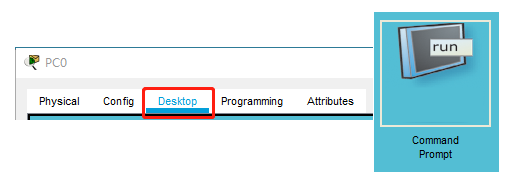 PC0
Physical Config Desktop Programming Attributes
run
Command
Prompt